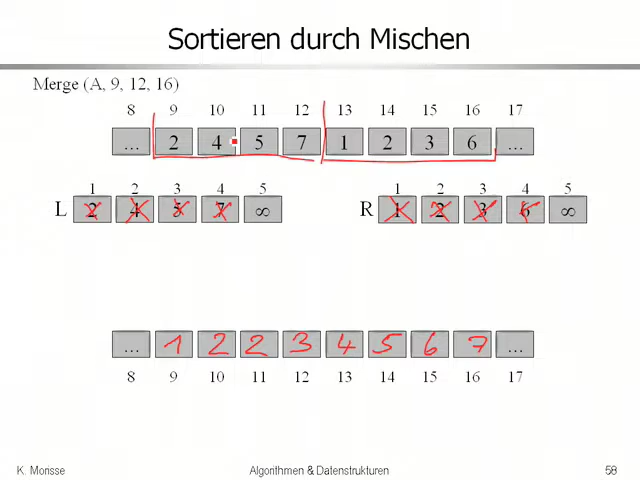 Sortieren durch Mischen
Merge (A, 9, 12, 16)
8 9 10 11 12 13 14 15 16 17
... 2 4 5 7 1 2 3 6 ...
1 2 3 4 5 1 2 3 4 5
L 2 4 5 7 ∞ R 1 2 3 6 ∞
... 1 2 2 3 4 5 6 7 ...
8 9 10 11 12 13 14 15 16 17
K. Morisse Algorithmen & Datenstrukturen 58